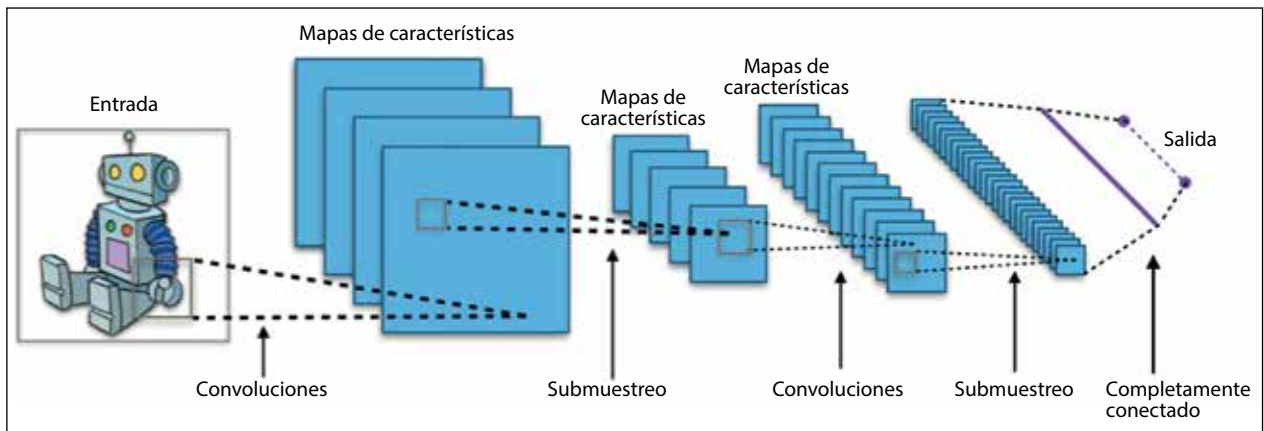 Mapas de características
Entrada
Mapas de
características
Mapas de
características
Salida
Convoluciones
Submuestreo
Convoluciones
Submuestreo
Completamente
conectado